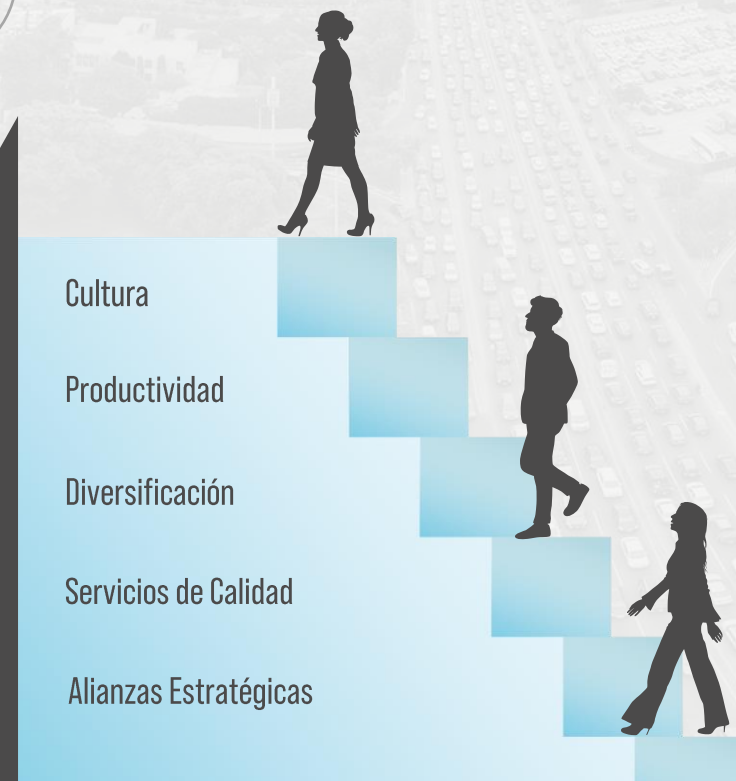 Cultura
Productividad
Diversificación
Servicios de Calidad
Alianzas Estratégicas